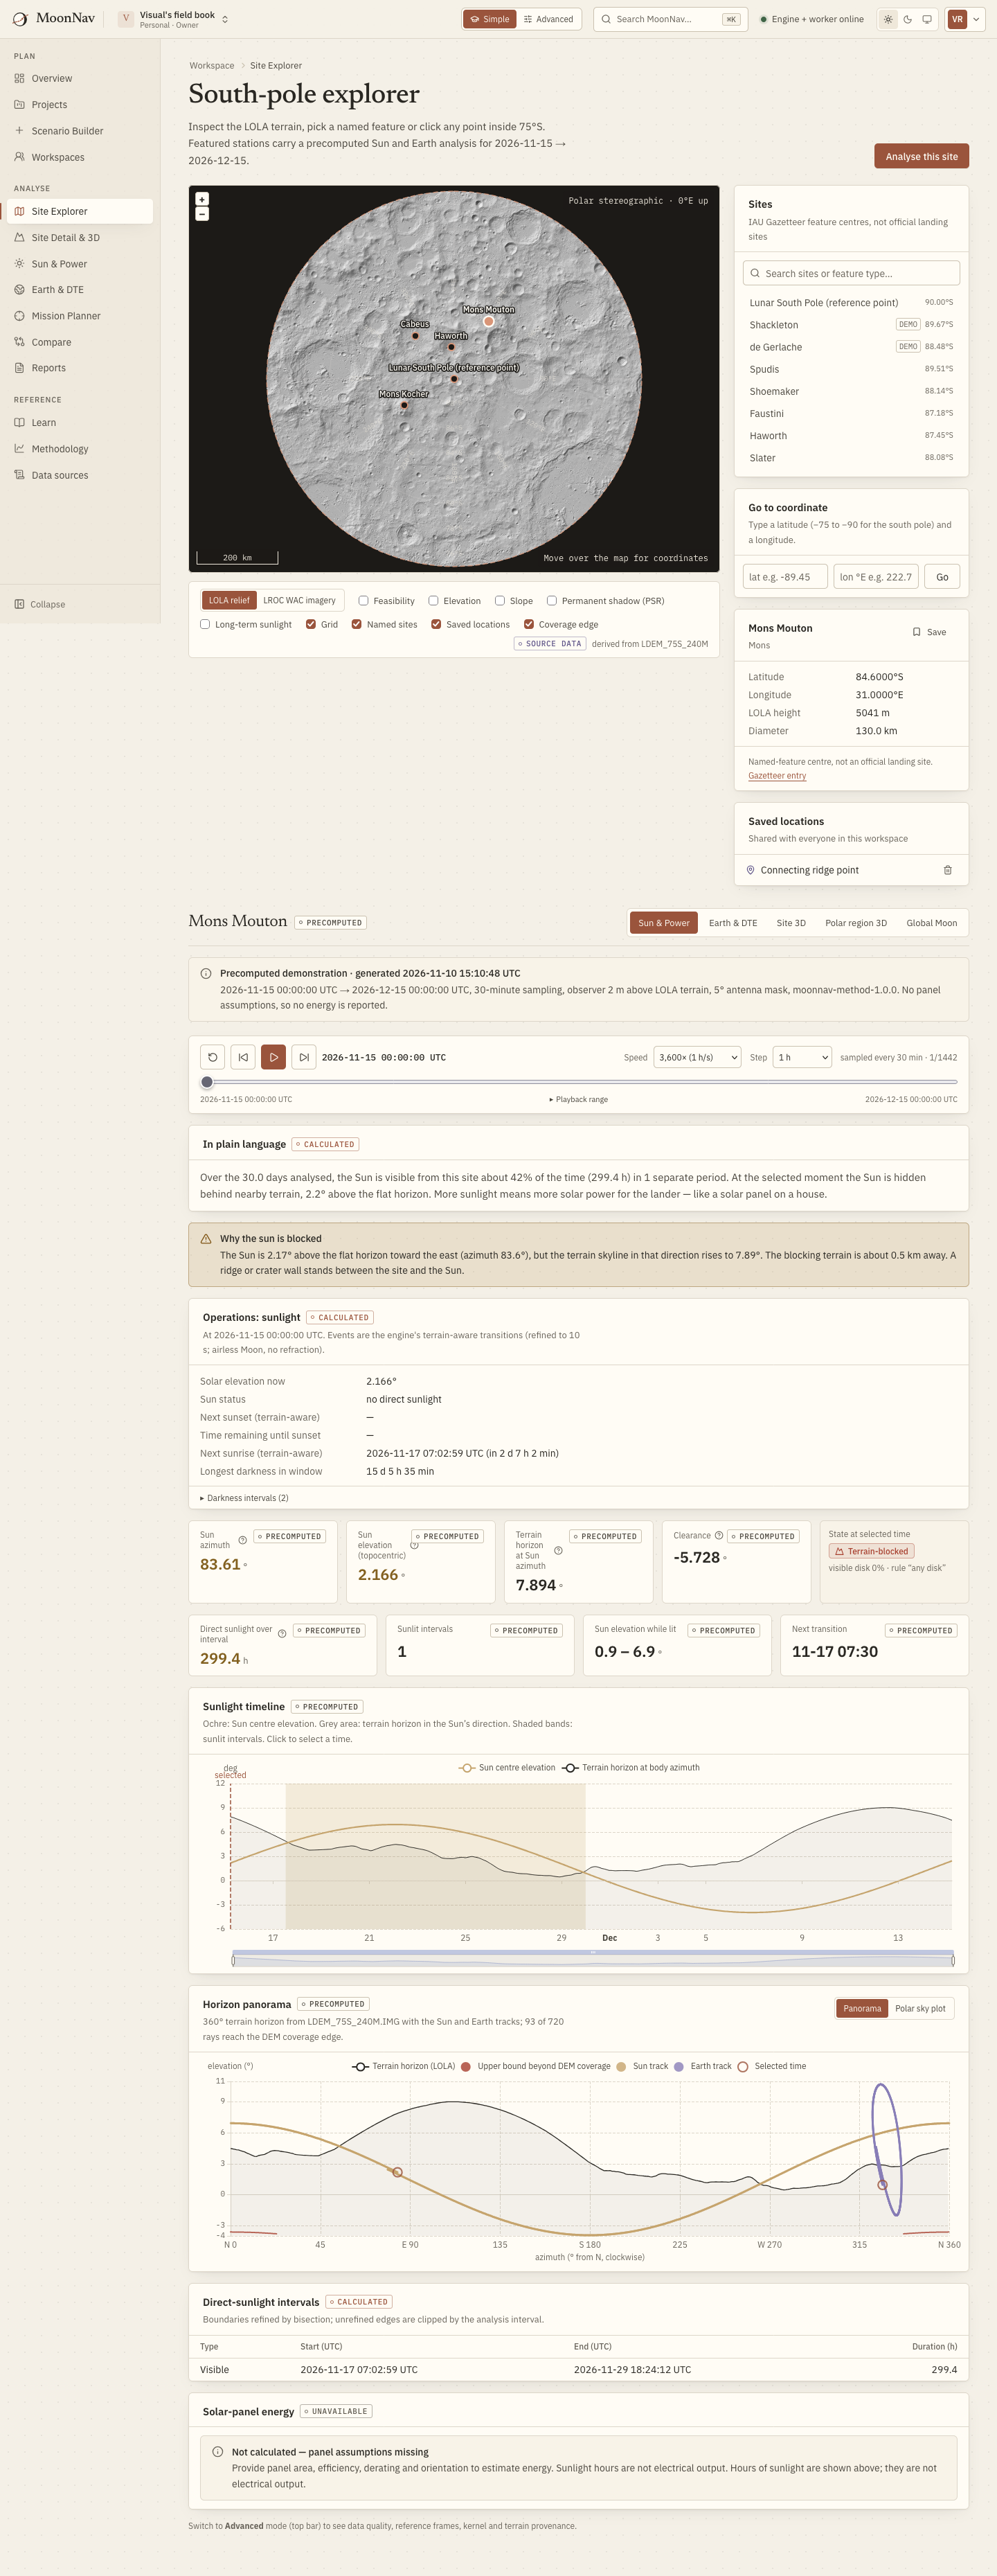 MoonNav
V
Visual's field book
Personal · Owner
Simple
Advanced
Search MoonNav...
⌘K
Engine + worker online
VR
PLAN
Overview
Projects
Scenario Builder
Workspaces
ANALYSE
Site Explorer
Site Detail & 3D
Sun & Power
Earth & DTE
Mission Planner
Compare
Reports
REFERENCE
Learn
Methodology
Data sources
Collapse
Workspace > Site Explorer
South-pole explorer
Inspect the LOLA terrain, pick a named feature or click any point inside 75°S.
Featured stations carry a precomputed Sun and Earth analysis for 2026-11-15 →
2026-12-15.
Analyse this site
+
−
Polar stereographic · 0°E up
Mons Mouton
Cabeus
Haworth
Lunar South Pole (reference point)
Mons Kocher
200 km
Move over the map for coordinates
LOLA relief
LROC WAC imagery
Feasibility
Elevation
Slope
Permanent shadow (PSR)
Long-term sunlight
Grid
Named sites
Saved locations
Coverage edge
SOURCE DATA
derived from LDEM_75S_240M
Sites
IAU Gazetteer feature centres, not official landing
sites
Search sites or feature type...
Lunar South Pole (reference point) 90.00°S
Shackleton DEMO 89.67°S
de Gerlache DEMO 88.48°S
Spudis 89.51°S
Shoemaker 88.14°S
Faustini 87.18°S
Haworth 87.45°S
Slater 88.08°S
Go to coordinate
Type a latitude (−75 to −90 for the south pole) and
a longitude.
lat e.g. -89.45
lon °E e.g. 222.7
Go
Mons Mouton
Save
Mons
Latitude 84.6000°S
Longitude 31.0000°E
LOLA height 5041 m
Diameter 130.0 km
Named-feature centre, not an official landing site.
Gazetteer entry
Saved locations
Shared with everyone in this workspace
Connecting ridge point
Mons Mouton
PRECOMPUTED
Sun & Power
Earth & DTE
Site 3D
Polar region 3D
Global Moon
Precomputed demonstration · generated 2026-11-10 15:10:48 UTC
2026-11-15 00:00:00 UTC → 2026-12-15 00:00:00 UTC, 30-minute sampling, observer 2 m above LOLA terrain, 5° antenna mask, moonnav-method-1.0.0. No panel
assumptions, so no energy is reported.
2026-11-15 00:00:00 UTC
Speed
3,600× (1 h/s)
Step
1 h
sampled every 30 min · 1/1442
2026-11-15 00:00:00 UTC
▸ Playback range
2026-12-15 00:00:00 UTC
In plain language
CALCULATED
Over the 30.0 days analysed, the Sun is visible from this site about 42% of the time (299.4 h) in 1 separate period. At the selected moment the Sun is hidden
behind nearby terrain, 2.2° above the flat horizon. More sunlight means more solar power for the lander — like a solar panel on a house.
Why the sun is blocked
The Sun is 2.17° above the flat horizon toward the east (azimuth 83.6°), but the terrain skyline in that direction rises to 7.89°. The blocking terrain is about 0.5 km away. A
ridge or crater wall stands between the site and the Sun.
Operations: sunlight
CALCULATED
At 2026-11-15 00:00:00 UTC. Events are the engine's terrain-aware transitions (refined to 10
s; airless Moon, no refraction).
Solar elevation now 2.166°
Sun status no direct sunlight
Next sunset (terrain-aware) —
Time remaining until sunset —
Next sunrise (terrain-aware) 2026-11-17 07:02:59 UTC (in 2 d 7 h 2 min)
Longest darkness in window 15 d 5 h 35 min
▸ Darkness intervals (2)
Sun
azimuth
PRECOMPUTED
83.61 °
Sun
elevation
(topocentric)
PRECOMPUTED
2.166 °
Terrain
horizon
at Sun
azimuth
PRECOMPUTED
7.894 °
Clearance
PRECOMPUTED
-5.728 °
State at selected time
Terrain-blocked
visible disk 0% · rule "any disk"
Direct sunlight over
interval
PRECOMPUTED
299.4 h
Sunlit intervals
PRECOMPUTED
1
Sun elevation while lit
PRECOMPUTED
0.9 – 6.9 °
Next transition
PRECOMPUTED
11-17 07:30
Sunlight timeline
PRECOMPUTED
Ochre: Sun centre elevation. Grey area: terrain horizon in the Sun's direction. Shaded bands:
sunlit intervals. Click to select a time.
deg
selected
Sun centre elevation
Terrain horizon at body azimuth
12
9
6
3
0
-3
-6
17 21 25 29 Dec 3 5 9 13
Horizon panorama
PRECOMPUTED
360° terrain horizon from LDEM_75S_240M.IMG with the Sun and Earth tracks; 93 of 720
rays reach the DEM coverage edge.
Panorama
Polar sky plot
elevation (°)
Terrain horizon (LOLA)
Upper bound beyond DEM coverage
Sun track
Earth track
Selected time
11
9
6
3
0
-3
-4
N 0 45 E 90 135 S 180 225 W 270 315 N 360
azimuth (° from N, clockwise)
Direct-sunlight intervals
CALCULATED
Boundaries refined by bisection; unrefined edges are clipped by the analysis interval.
Type Start (UTC) End (UTC) Duration (h)
Visible 2026-11-17 07:02:59 UTC 2026-11-29 18:24:12 UTC 299.4
Solar-panel energy
UNAVAILABLE
Not calculated — panel assumptions missing
Provide panel area, efficiency, derating and orientation to estimate energy. Sunlight hours are not electrical output. Hours of sunlight are shown above; they are not
electrical output.
Switch to Advanced mode (top bar) to see data quality, reference frames, kernel and terrain provenance.